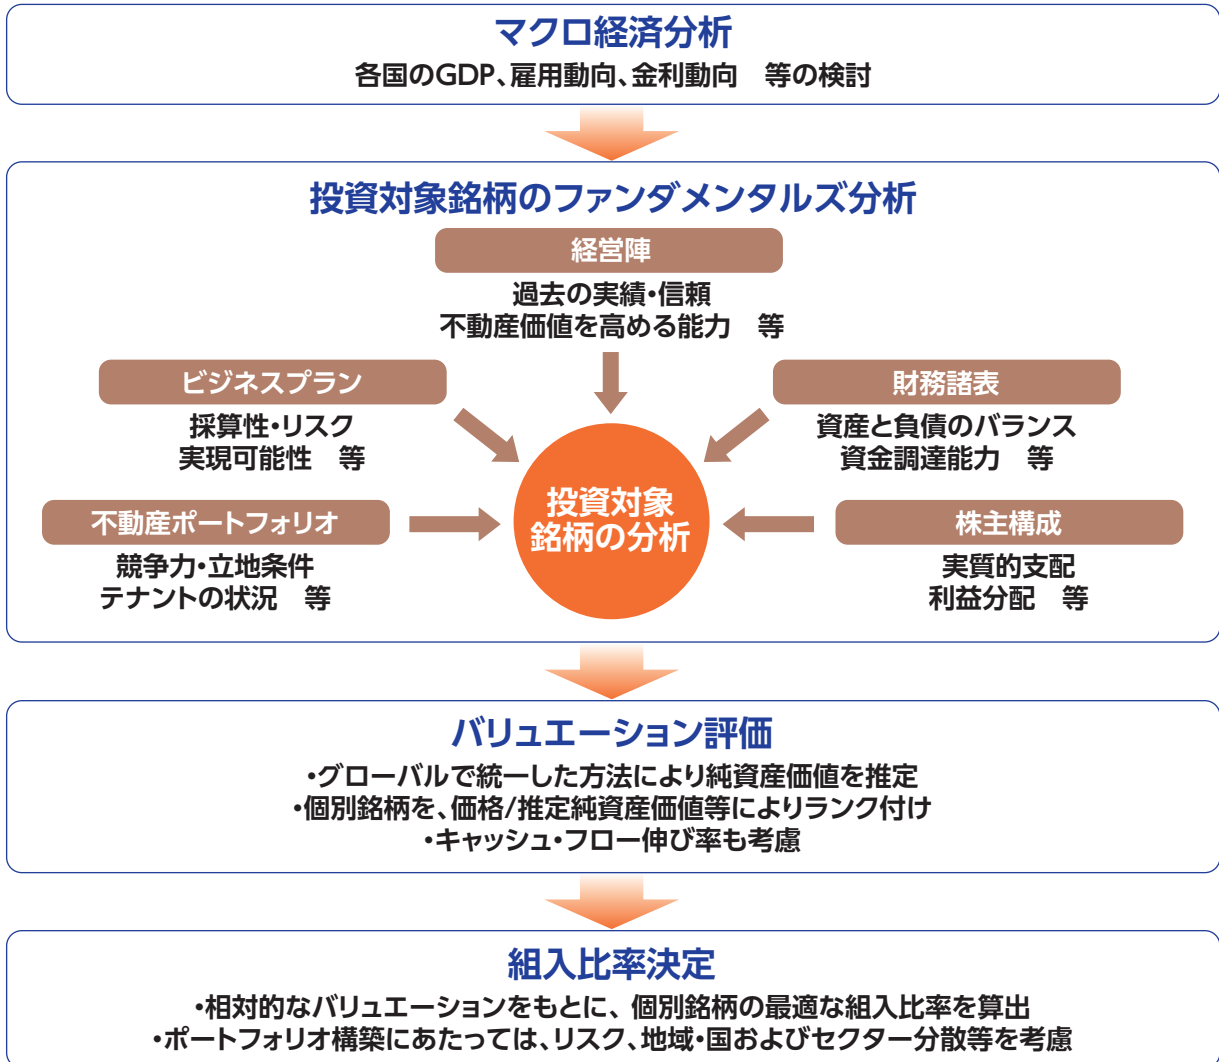 マクロ経済分析
各国のGDP、雇用動向、金利動向　等の検討
投資対象銘柄のファンダメンタルズ分析
経営陣
過去の実績・信頼
不動産価値を高める能力　等
ビジネスプラン
採算性・リスク
実現可能性　等
財務諸表
資産と負債のバランス
資金調達能力　等
不動産ポートフォリオ
競争力・立地条件
テナントの状況　等
投資対象
銘柄の分析
株主構成
実質的支配
利益分配　等
バリュエーション評価
・グローバルで統一した方法により純資産価値を推定
・個別銘柄を、価格/推定純資産価値等によりランク付け
・キャッシュ・フロー伸び率も考慮
組入比率決定
・相対的なバリュエーションをもとに、個別銘柄の最適な組入比率を算出
・ポートフォリオ構築にあたっては、リスク、地域・国およびセクター分散等を考慮